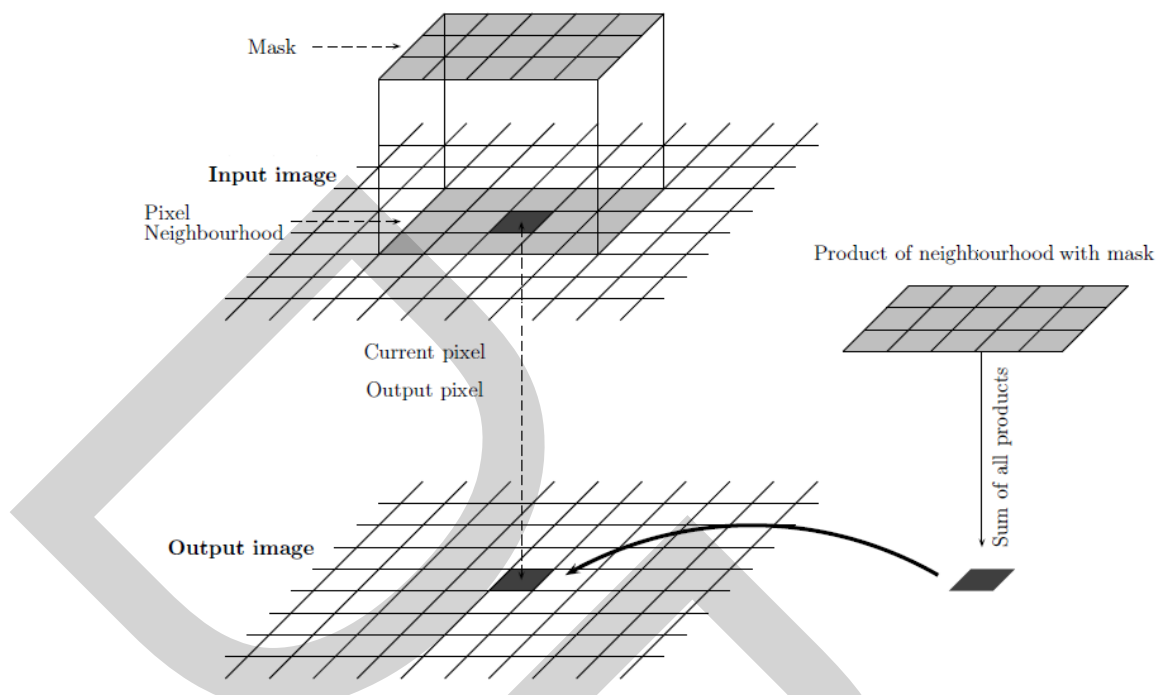 Mask
Input image
Pixel
Neighbourhood
Product of neighbourhood with mask
Current pixel
Output pixel
Sum of all products
Output image